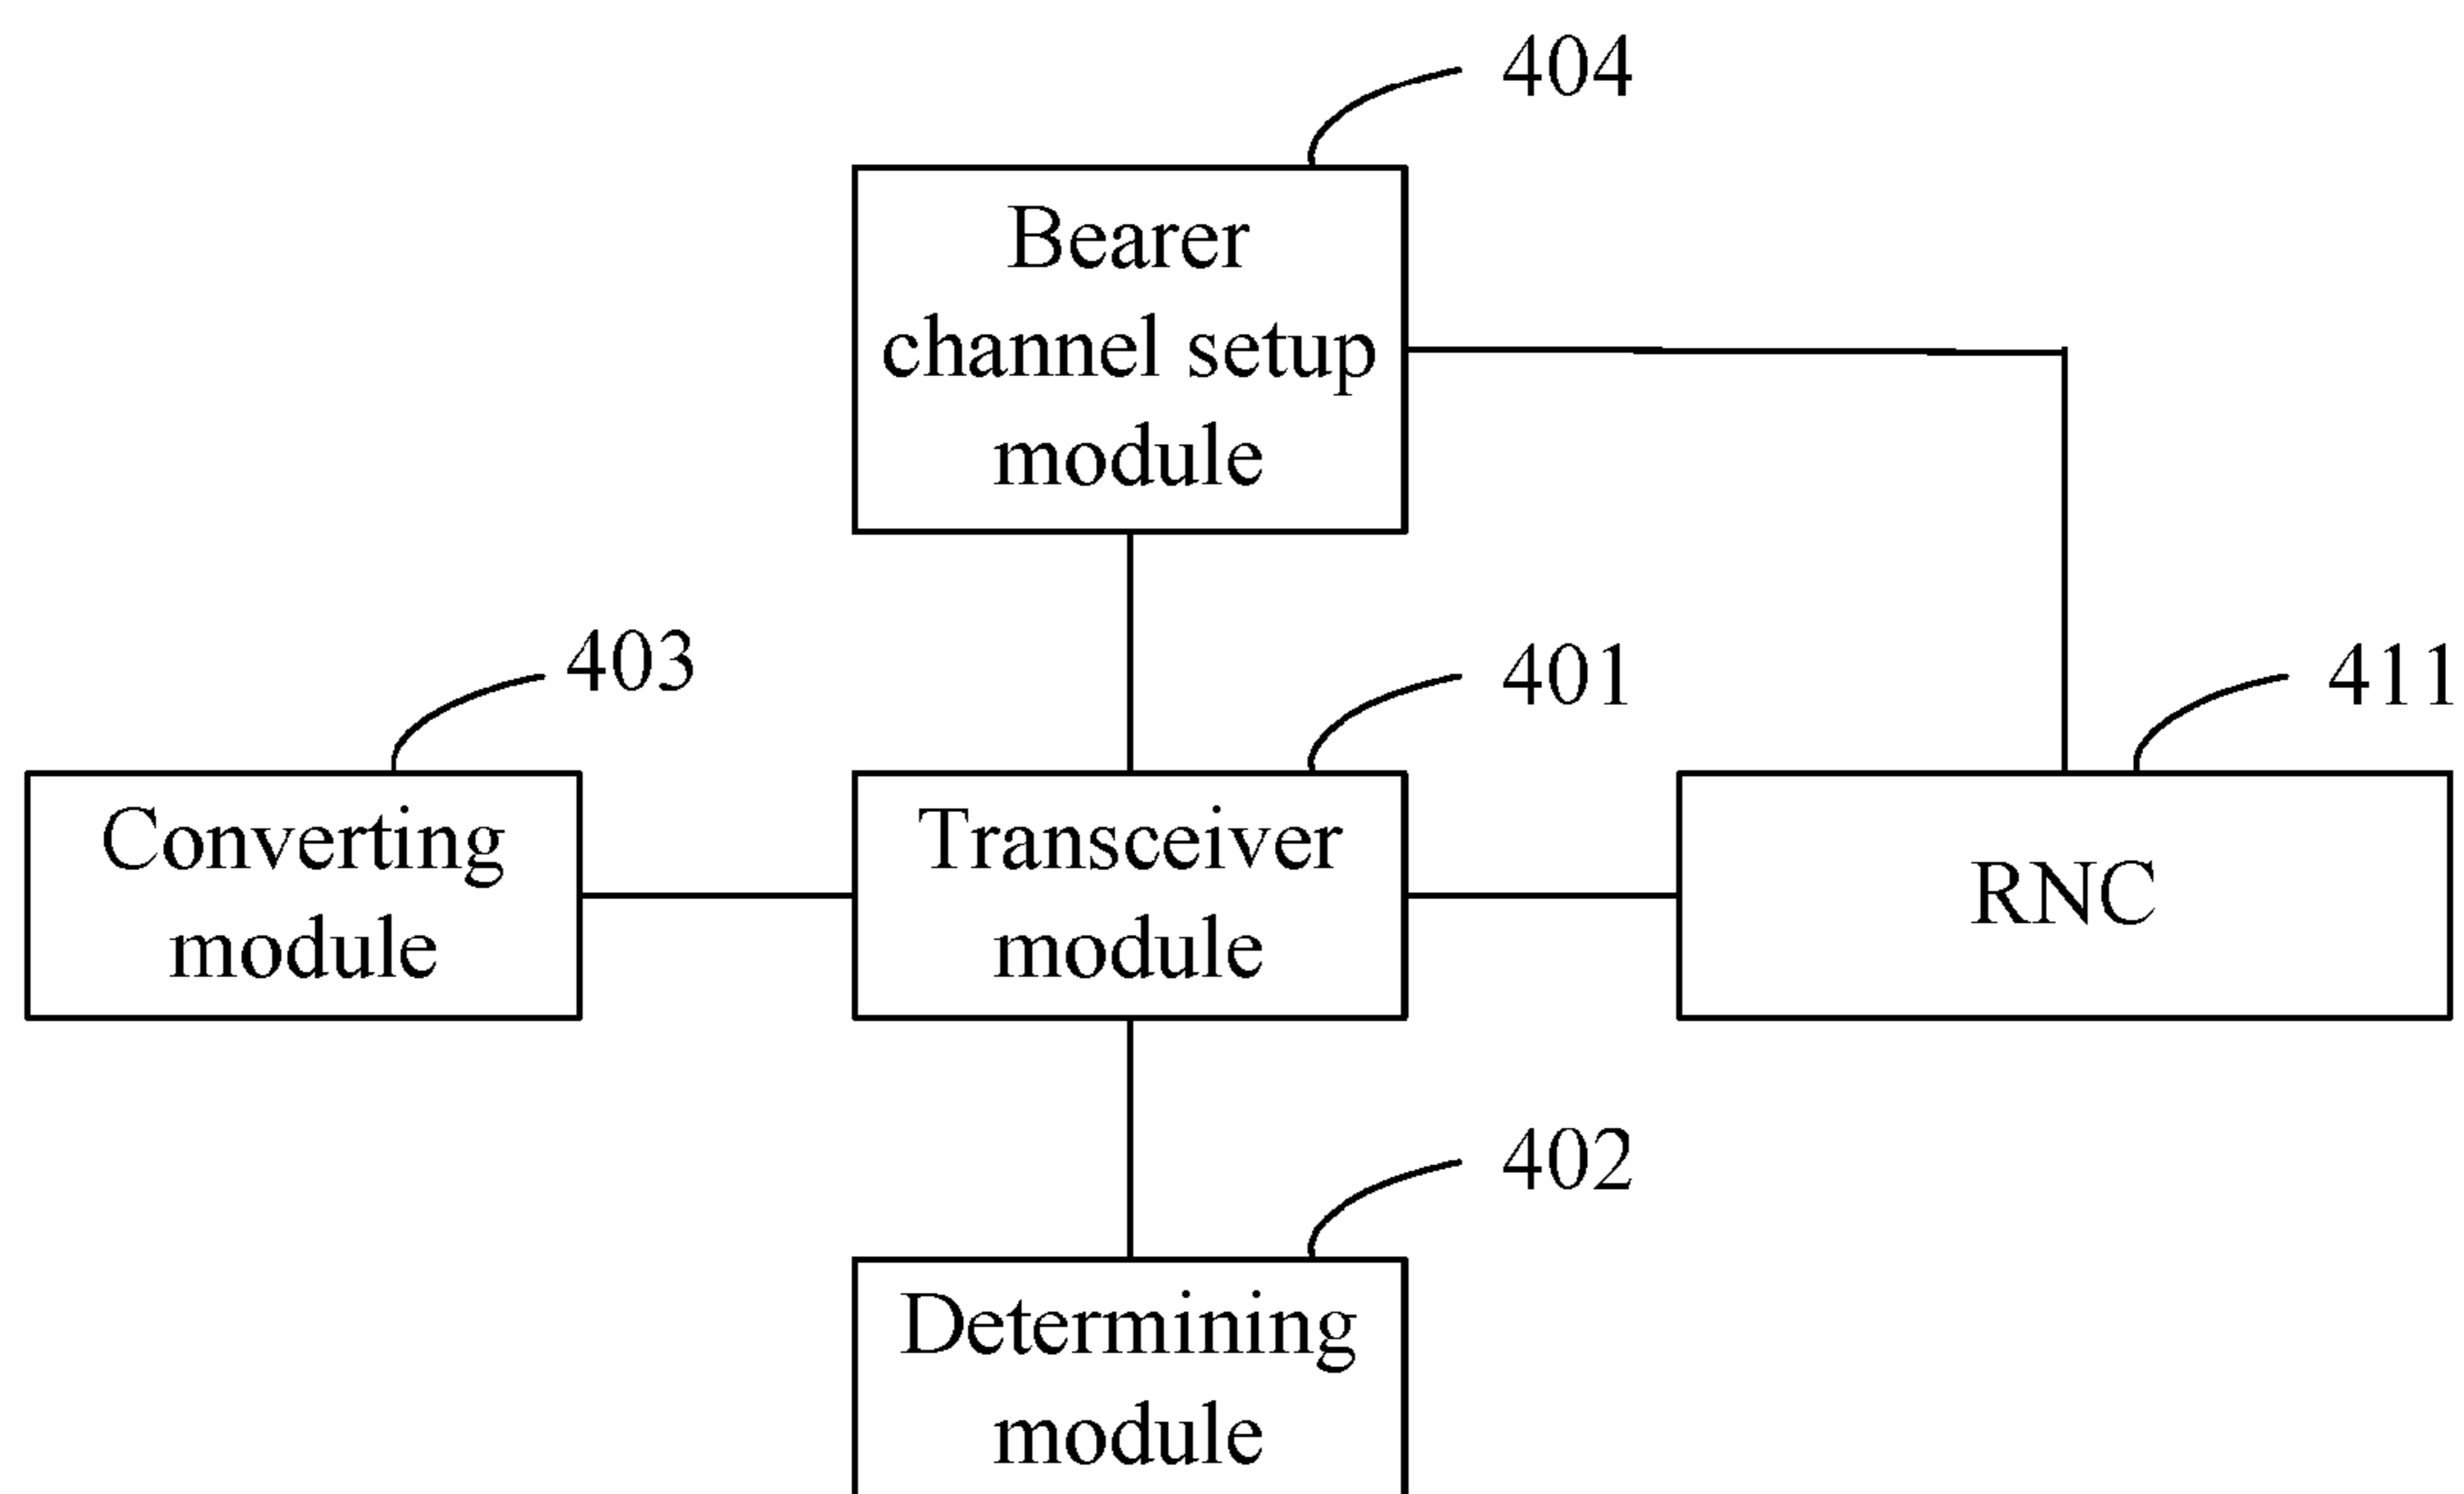 404
Bearer
channel setup
module
403
401
411
Converting
module
Transceiver
module
RNC
402
Determining
module